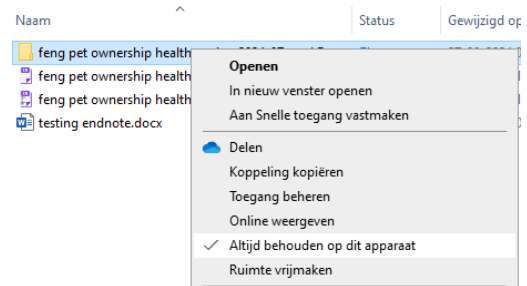 Naam Status Gewijzigd op
feng pet ownership health
feng pet ownership health
feng pet ownership health
testing endnote.docx
Openen
In nieuw venster openen
Aan Snelle toegang vastmaken
Delen
Koppeling kopiëren
Toegang beheren
Online weergeven
Altijd behouden op dit apparaat
Ruimte vrijmaken